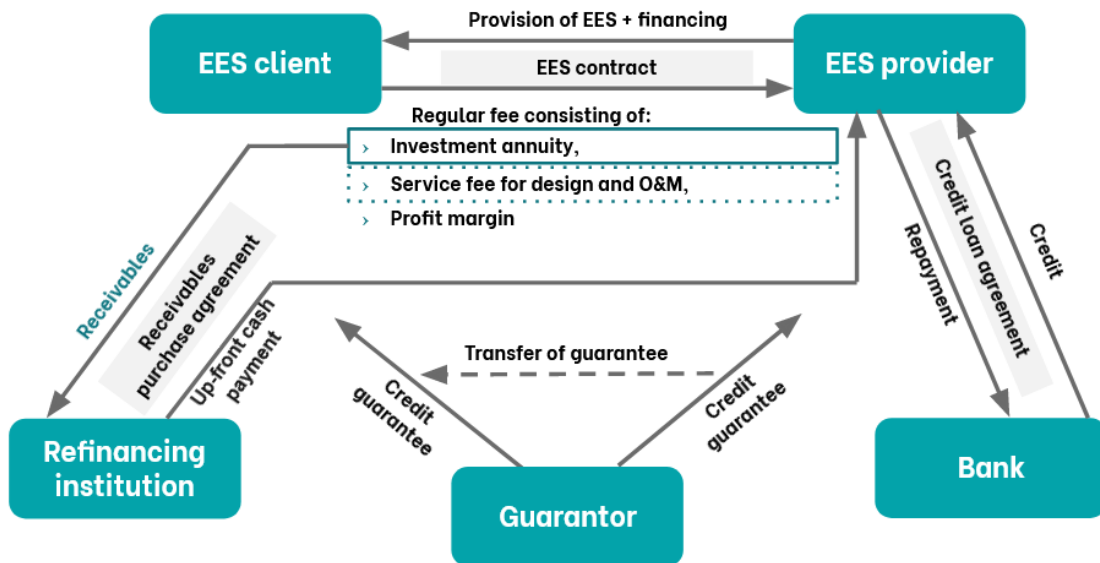 Provision of EES + financing
EES client
EES contract
EES provider
Regular fee consisting of:
› Investment annuity,
› Service fee for design and O&M,
› Profit margin
Receivables
Receivables
purchase agreement
Up-front cash
payment
Transfer of guarantee
Credit
guarantee
Credit
guarantee
Repayment
Credit loan agreement
Credit
Refinancing
institution
Guarantor
Bank